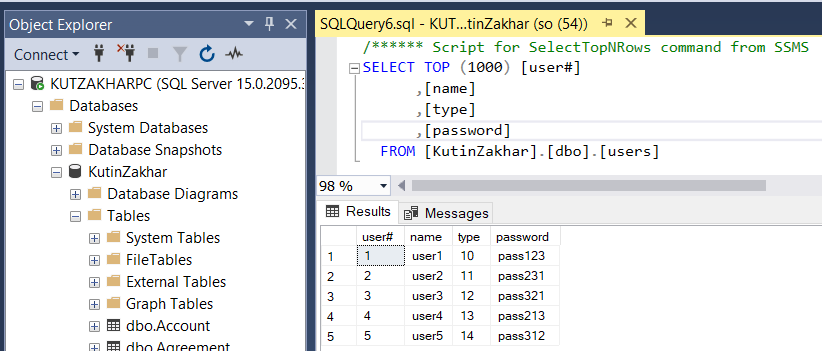 Object Explorer
Connect
KUTZAKHARPC (SQL Server 15.0.2095.3
Databases
System Databases
Database Snapshots
KutinZakhar
Database Diagrams
Tables
System Tables
FileTables
External Tables
Graph Tables
dbo.Account
dbo.Agreement
SQLQuery6.sql - KUT...tinZakhar (so (54))
/****** Script for SelectTopNRows command from SSMS
SELECT TOP (1000) [user#]
,[name]
,[type]
,[password]
FROM [KutinZakhar].[dbo].[users]
98 %
Results Messages
user# name type password
1 1 user1 10 pass123
2 2 user2 11 pass231
3 3 user3 12 pass321
4 4 user4 13 pass213
5 5 user5 14 pass312